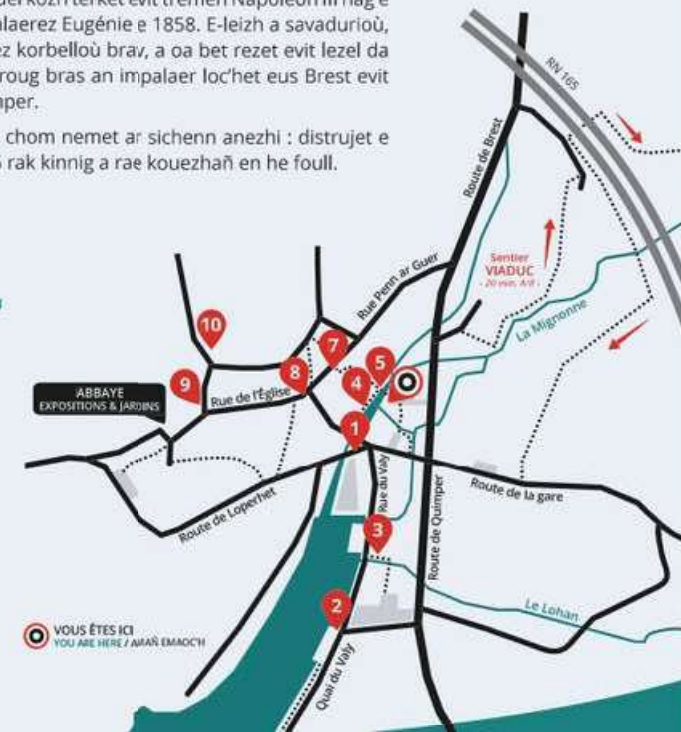 tremen Napoléon III hag e
Eugénie e 1858. E-leizh a savadurioù,
ez korbelloù brav, a oa bet rezet evit lezel da
roug bras an impalaer loc'het eus Brest evit
chom nemet ar sichenn anezhi : distrujet e
rak kinnig a rae kouezhañ en he foull.
RN 165
Route de Brest
Rue Penn ar Guer
Sentier
VIADUC
- 20 min. A/R -
La Mignonne
10
7
5
8
4
9
ABBAYE
EXPOSITIONS & JARDINS
Rue de l'Église
1
Rue du Valy
Route de Quimper
Route de la gare
Route de Loperhet
3
2
Le Lohan
VOUS ÊTES ICI
YOU ARE HERE / AMAÑ EMAOC'H
Quai du Valy